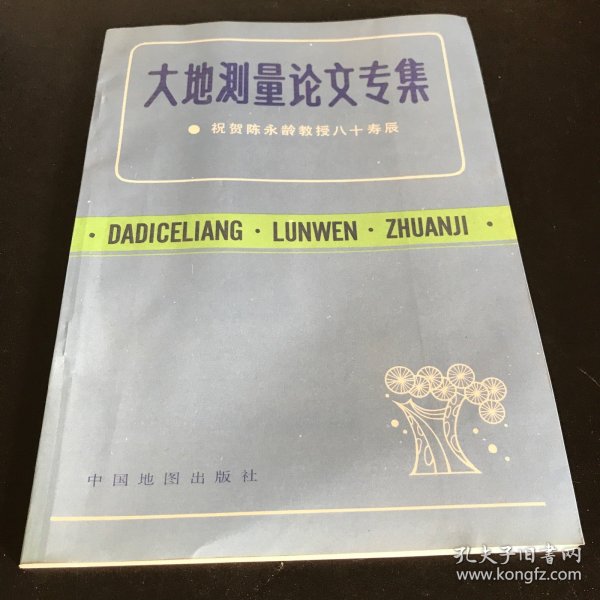 大地测量论文专集
● 祝贺陈永龄教授八十寿辰
· DADICELIANG · LUNWEN · ZHUANJI ·
中国地图出版社
孔夫子旧书网
www.kongfz.com